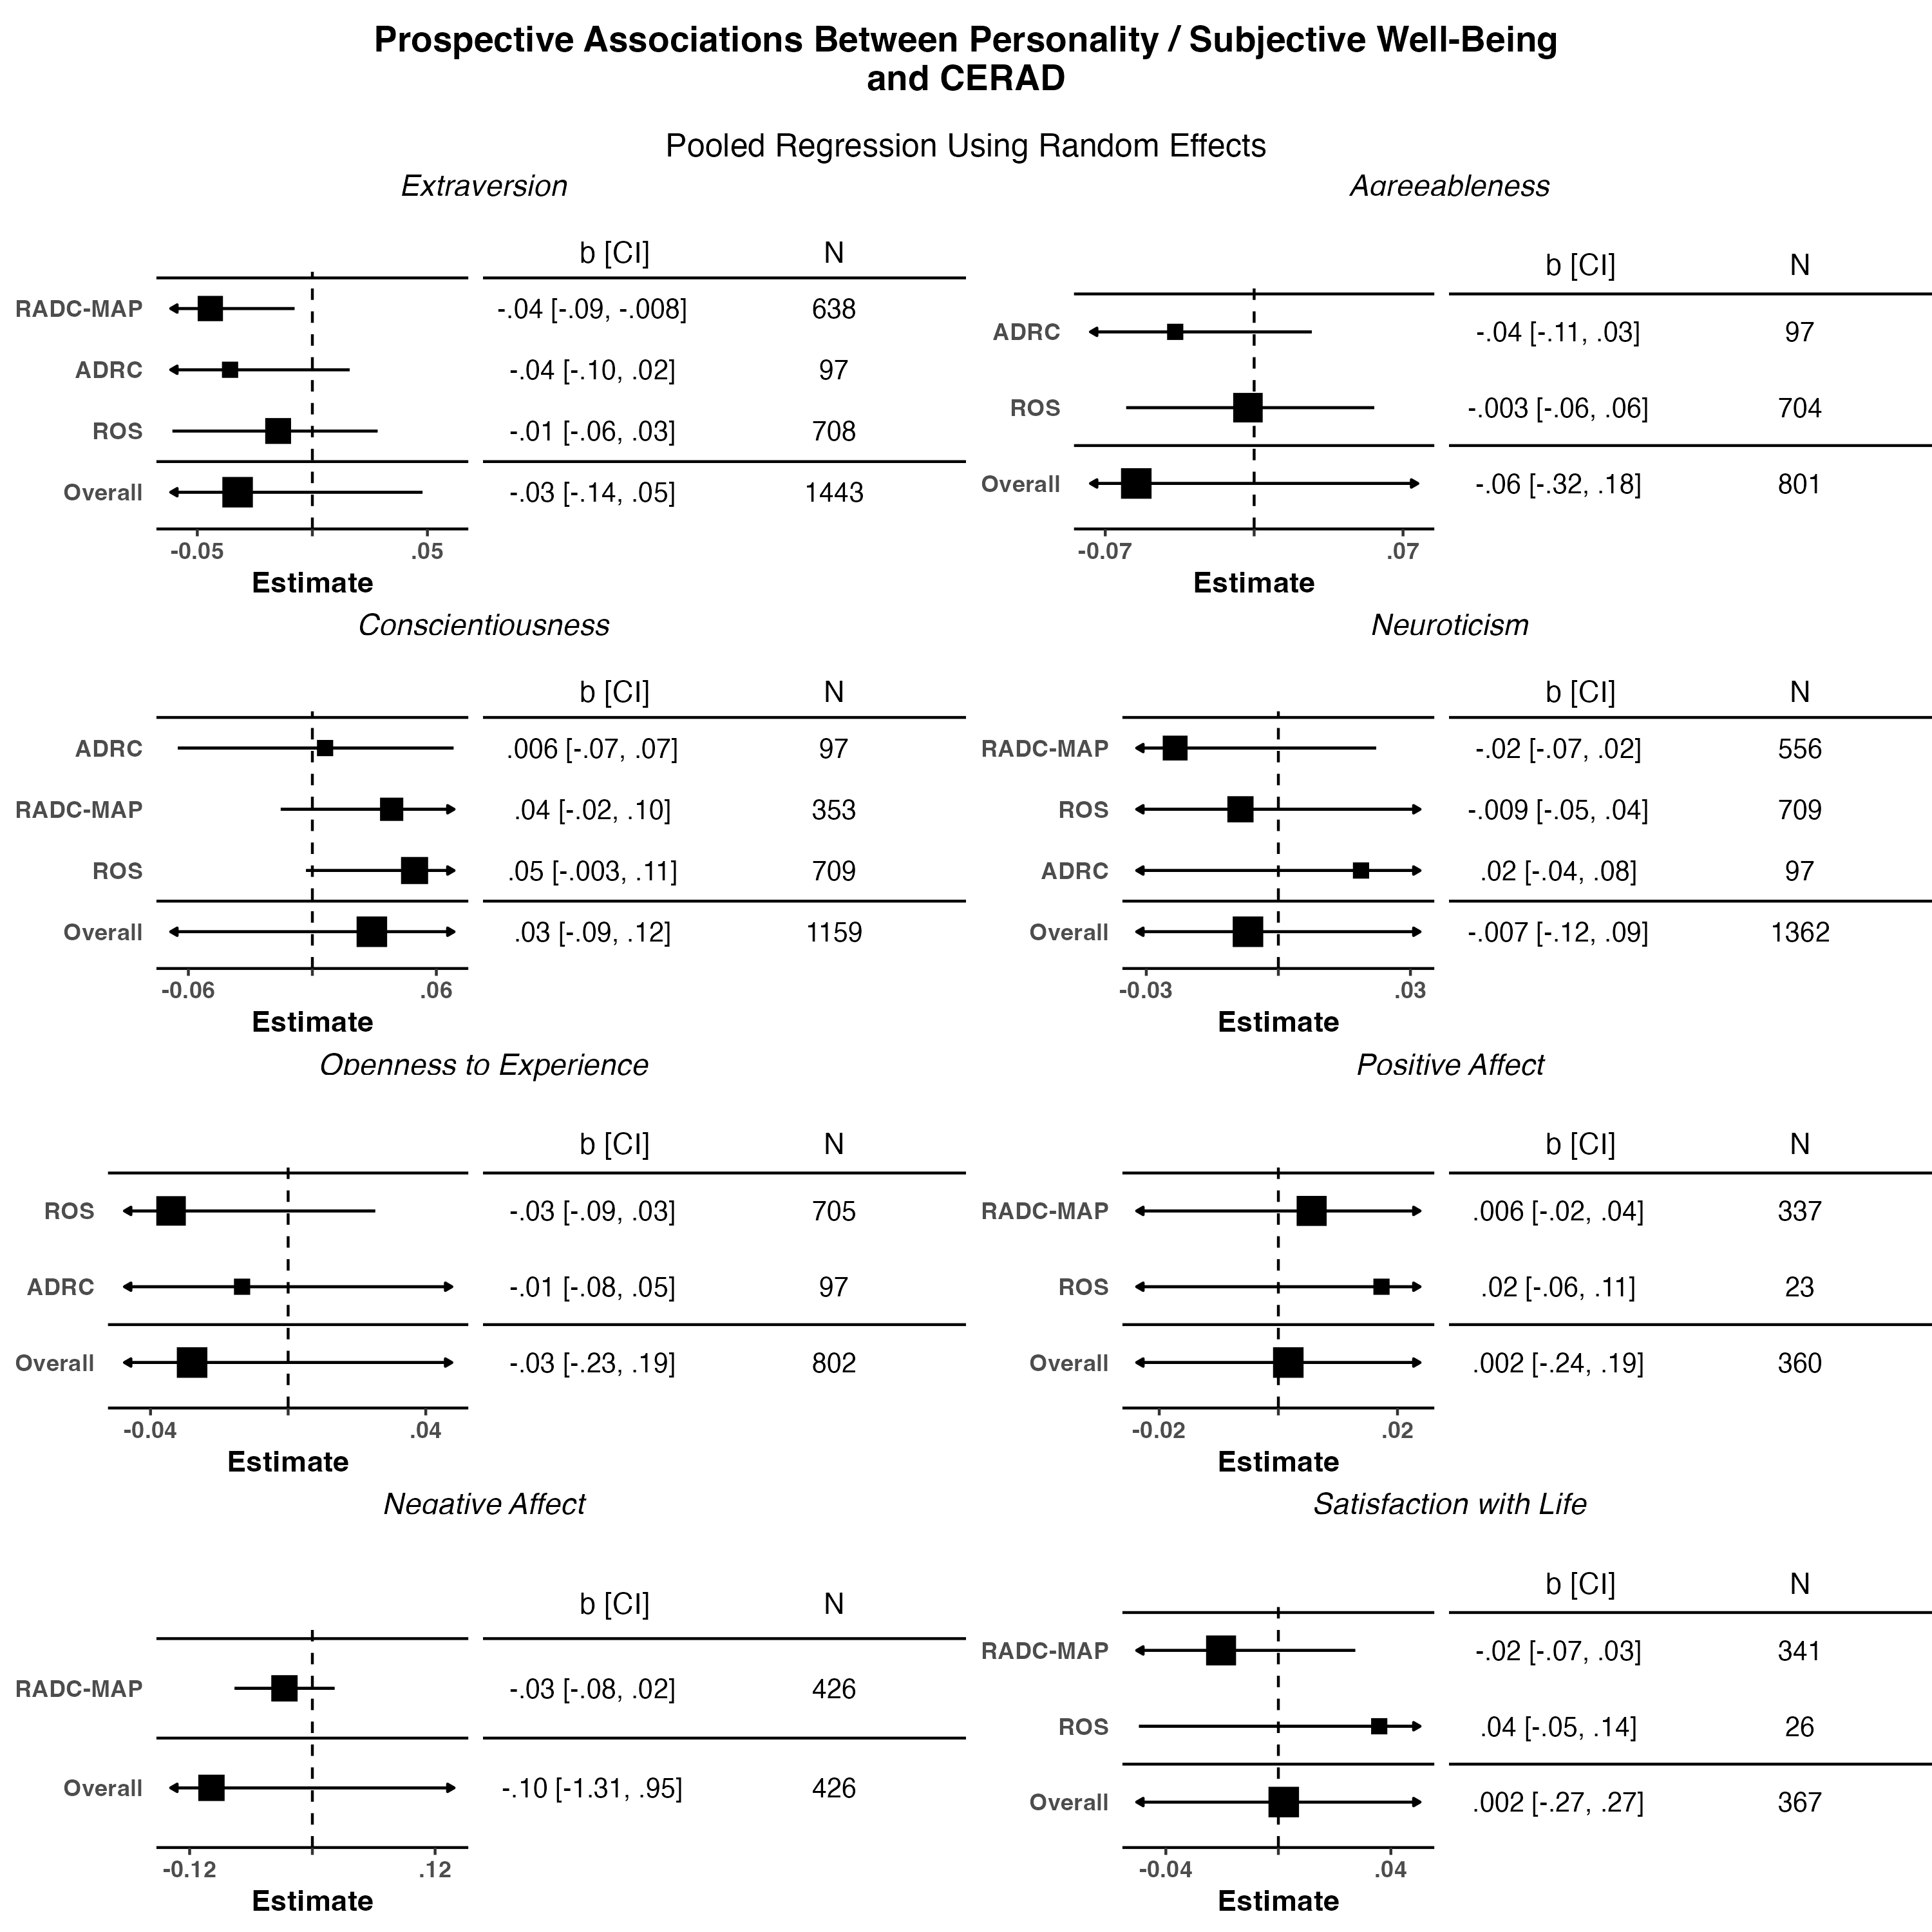 Prospective Associations Between Personality / Subjective Well-Being
and CERAD
Pooled Regression Using Random Effects
Extraversion
b [CI] N
RADC-MAP -.04 [-.09, -.008] 638
ADRC -.04 [-.10, .02] 97
ROS -.01 [-.06, .03] 708
Overall -.03 [-.14, .05] 1443
-0.05 .05
Estimate
Agreeableness
b [CI] N
ADRC -.04 [-.11, .03] 97
ROS -.003 [-.06, .06] 704
Overall -.06 [-.32, .18] 801
-0.07 .07
Estimate
Conscientiousness
b [CI] N
ADRC .006 [-.07, .07] 97
RADC-MAP .04 [-.02, .10] 353
ROS .05 [-.003, .11] 709
Overall .03 [-.09, .12] 1159
-0.06 .06
Estimate
Neuroticism
b [CI] N
RADC-MAP -.02 [-.07, .02] 556
ROS -.009 [-.05, .04] 709
ADRC .02 [-.04, .08] 97
Overall -.007 [-.12, .09] 1362
-0.03 .03
Estimate
Openness to Experience
b [CI] N
ROS -.03 [-.09, .03] 705
ADRC -.01 [-.08, .05] 97
Overall -.03 [-.23, .19] 802
-0.04 .04
Estimate
Positive Affect
b [CI] N
RADC-MAP .006 [-.02, .04] 337
ROS .02 [-.06, .11] 23
Overall .002 [-.24, .19] 360
-0.02 .02
Estimate
Negative Affect
b [CI] N
RADC-MAP -.03 [-.08, .02] 426
Overall -.10 [-1.31, .95] 426
-0.12 .12
Estimate
Satisfaction with Life
b [CI] N
RADC-MAP -.02 [-.07, .03] 341
ROS .04 [-.05, .14] 26
Overall .002 [-.27, .27] 367
-0.04 .04
Estimate